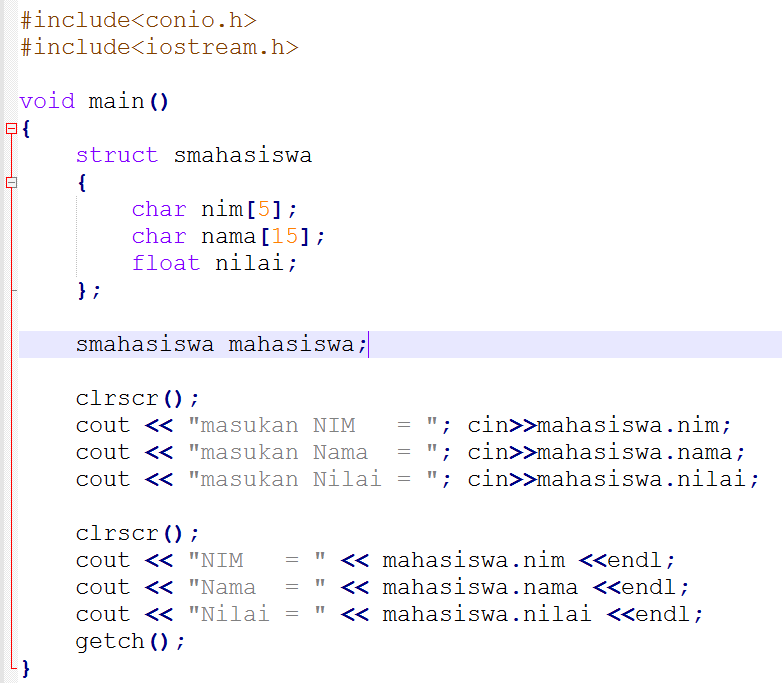 #include<conio.h>
#include<iostream.h>
void main()
{
struct smahasiswa
{
char nim[5];
char nama[15];
float nilai;
};
smahasiswa mahasiswa;
clrscr();
cout << "masukan NIM   = "; cin>>mahasiswa.nim;
cout << "masukan Nama  = "; cin>>mahasiswa.nama;
cout << "masukan Nilai = "; cin>>mahasiswa.nilai;
clrscr();
cout << "NIM   = " << mahasiswa.nim <<endl;
cout << "Nama  = " << mahasiswa.nama <<endl;
cout << "Nilai = " << mahasiswa.nilai <<endl;
getch();
}